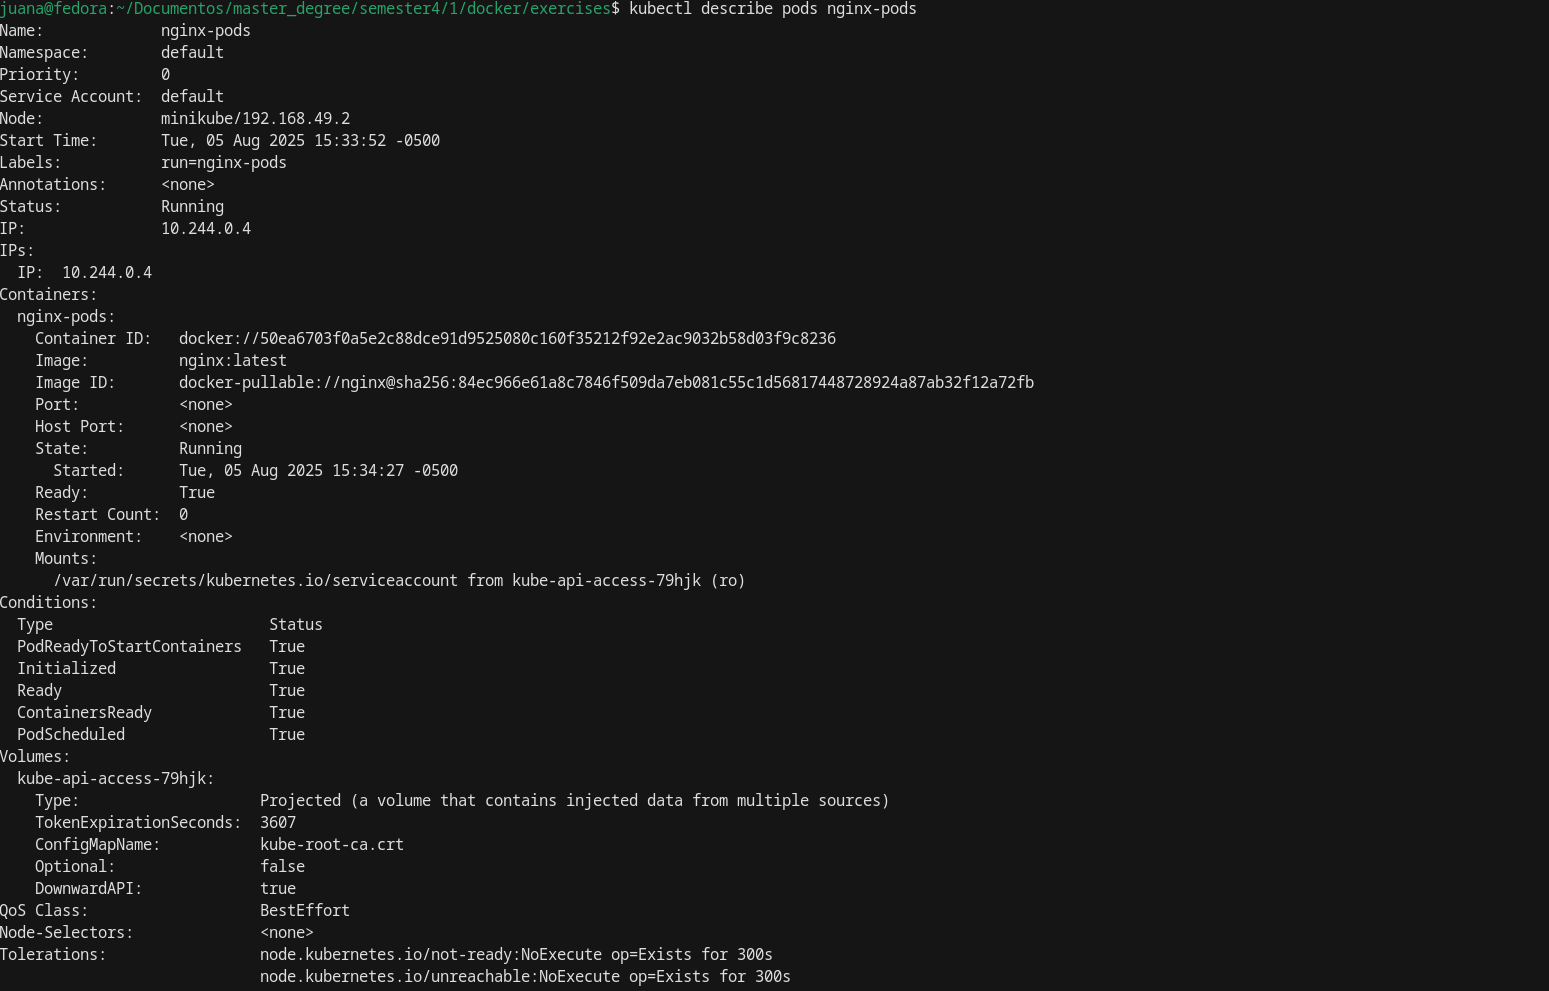 juana@fedora:~/Documentos/master_degree/semester4/1/docker/exercises$ kubectl describe pods nginx-pods
Name:             nginx-pods
Namespace:        default
Priority:         0
Service Account:  default
Node:             minikube/192.168.49.2
Start Time:       Tue, 05 Aug 2025 15:33:52 -0500
Labels:           run=nginx-pods
Annotations:      <none>
Status:           Running
IP:               10.244.0.4
IPs:
  IP:  10.244.0.4
Containers:
  nginx-pods:
    Container ID:   docker://50ea6703f0a5e2c88dce91d9525080c160f35212f92e2ac9032b58d03f9c8236
    Image:          nginx:latest
    Image ID:       docker-pullable://nginx@sha256:84ec966e61a8c7846f509da7eb081c55c1d56817448728924a87ab32f12a72fb
    Port:           <none>
    Host Port:      <none>
    State:          Running
      Started:      Tue, 05 Aug 2025 15:34:27 -0500
    Ready:          True
    Restart Count:  0
    Environment:    <none>
    Mounts:
      /var/run/secrets/kubernetes.io/serviceaccount from kube-api-access-79hjk (ro)
Conditions:
  Type                        Status
  PodReadyToStartContainers   True
  Initialized                 True
  Ready                       True
  ContainersReady             True
  PodScheduled                True
Volumes:
  kube-api-access-79hjk:
    Type:                    Projected (a volume that contains injected data from multiple sources)
    TokenExpirationSeconds:  3607
    ConfigMapName:           kube-root-ca.crt
    Optional:                false
    DownwardAPI:             true
QoS Class:                   BestEffort
Node-Selectors:              <none>
Tolerations:                 node.kubernetes.io/not-ready:NoExecute op=Exists for 300s
                             node.kubernetes.io/unreachable:NoExecute op=Exists for 300s